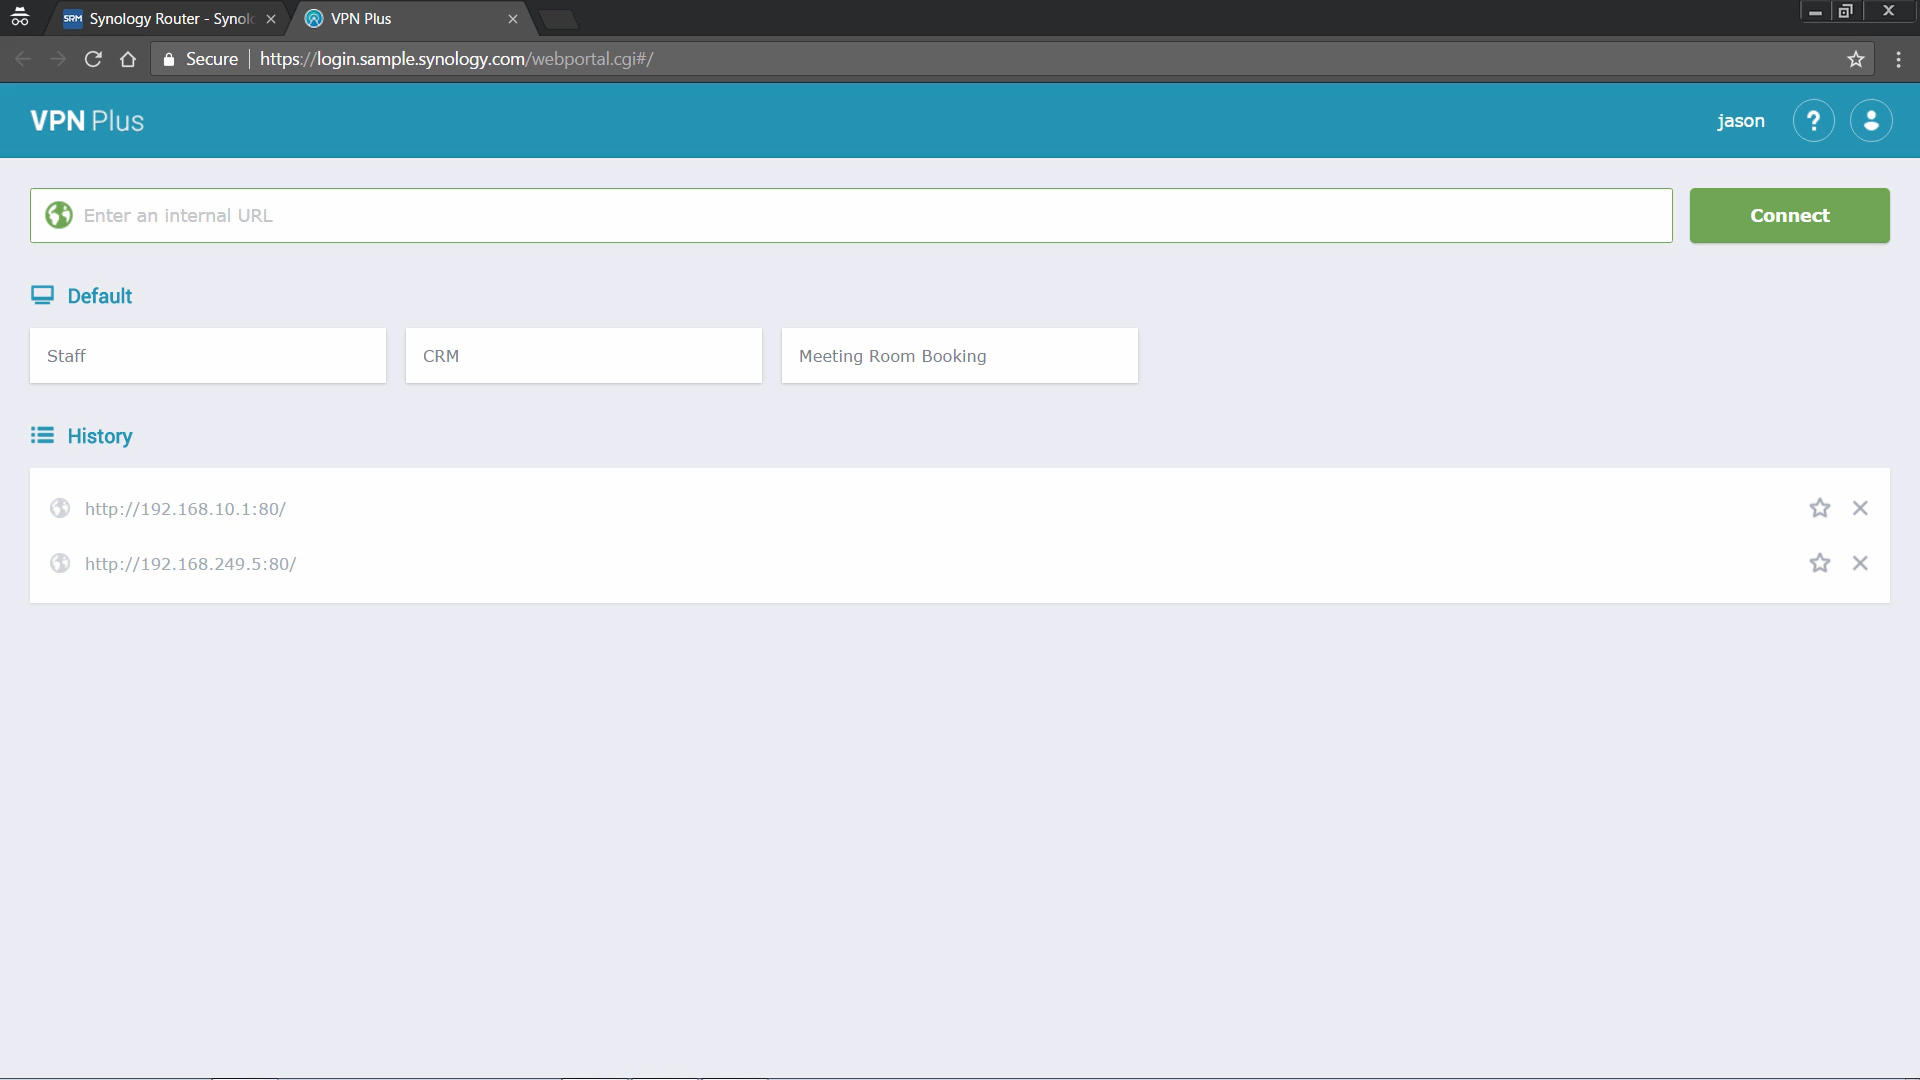 SRM Synology Router - Synolo
VPN Plus
Secure https://login.sample.synology.com/webportal.cgi#/
VPN Plus
jason ?
Enter an internal URL
Connect
Default
Staff
CRM
Meeting Room Booking
History
http://192.168.10.1:80/
http://192.168.249.5:80/